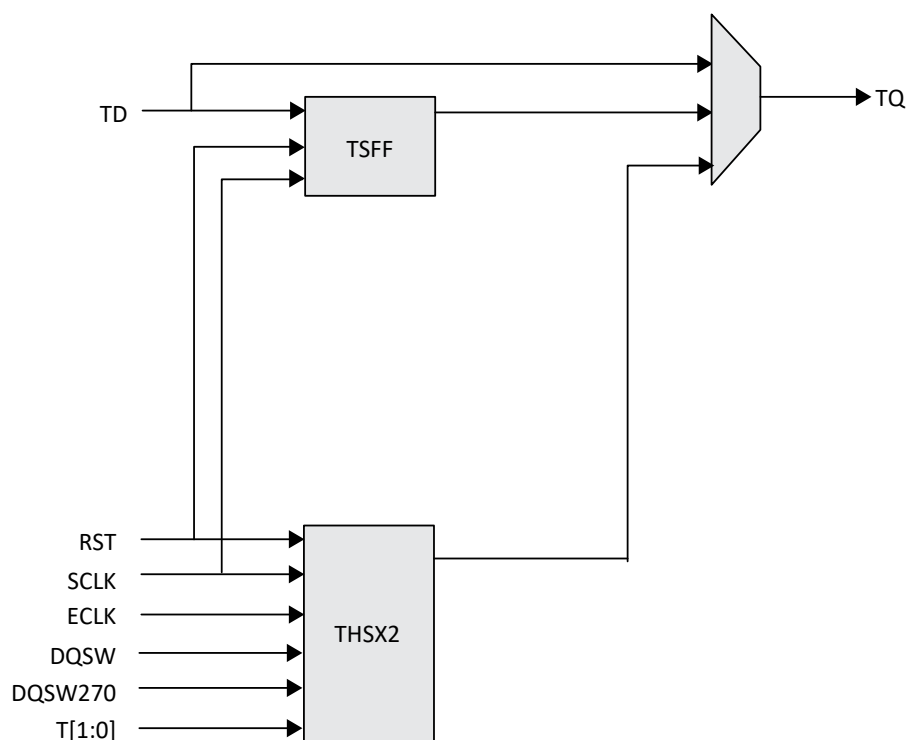 TD
TSFF
TQ
RST
SCLK
ECLK
DQSW
DQSW270
T[1:0]
THSX2